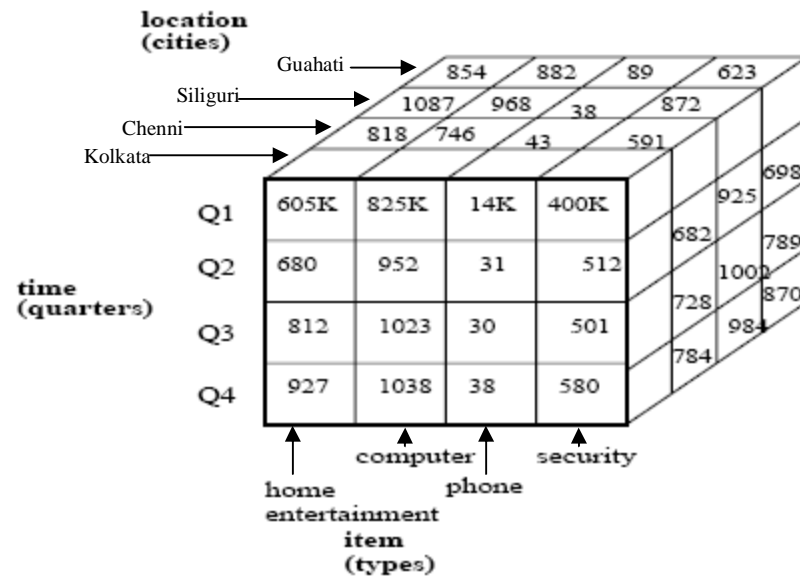 location
(cities)
Guahati
854 882 89 623
Siliguri
1087 968 38 872
Chenni
818 746 43 591
Kolkata
Q1 605K 825K 14K 400K
682 925 698
Q2 680 952 31 512
728 1002 789
time
(quarters)
Q3 812 1023 30 501
784 984 870
Q4 927 1038 38 580
computer security
home phone
entertainment
item
(types)